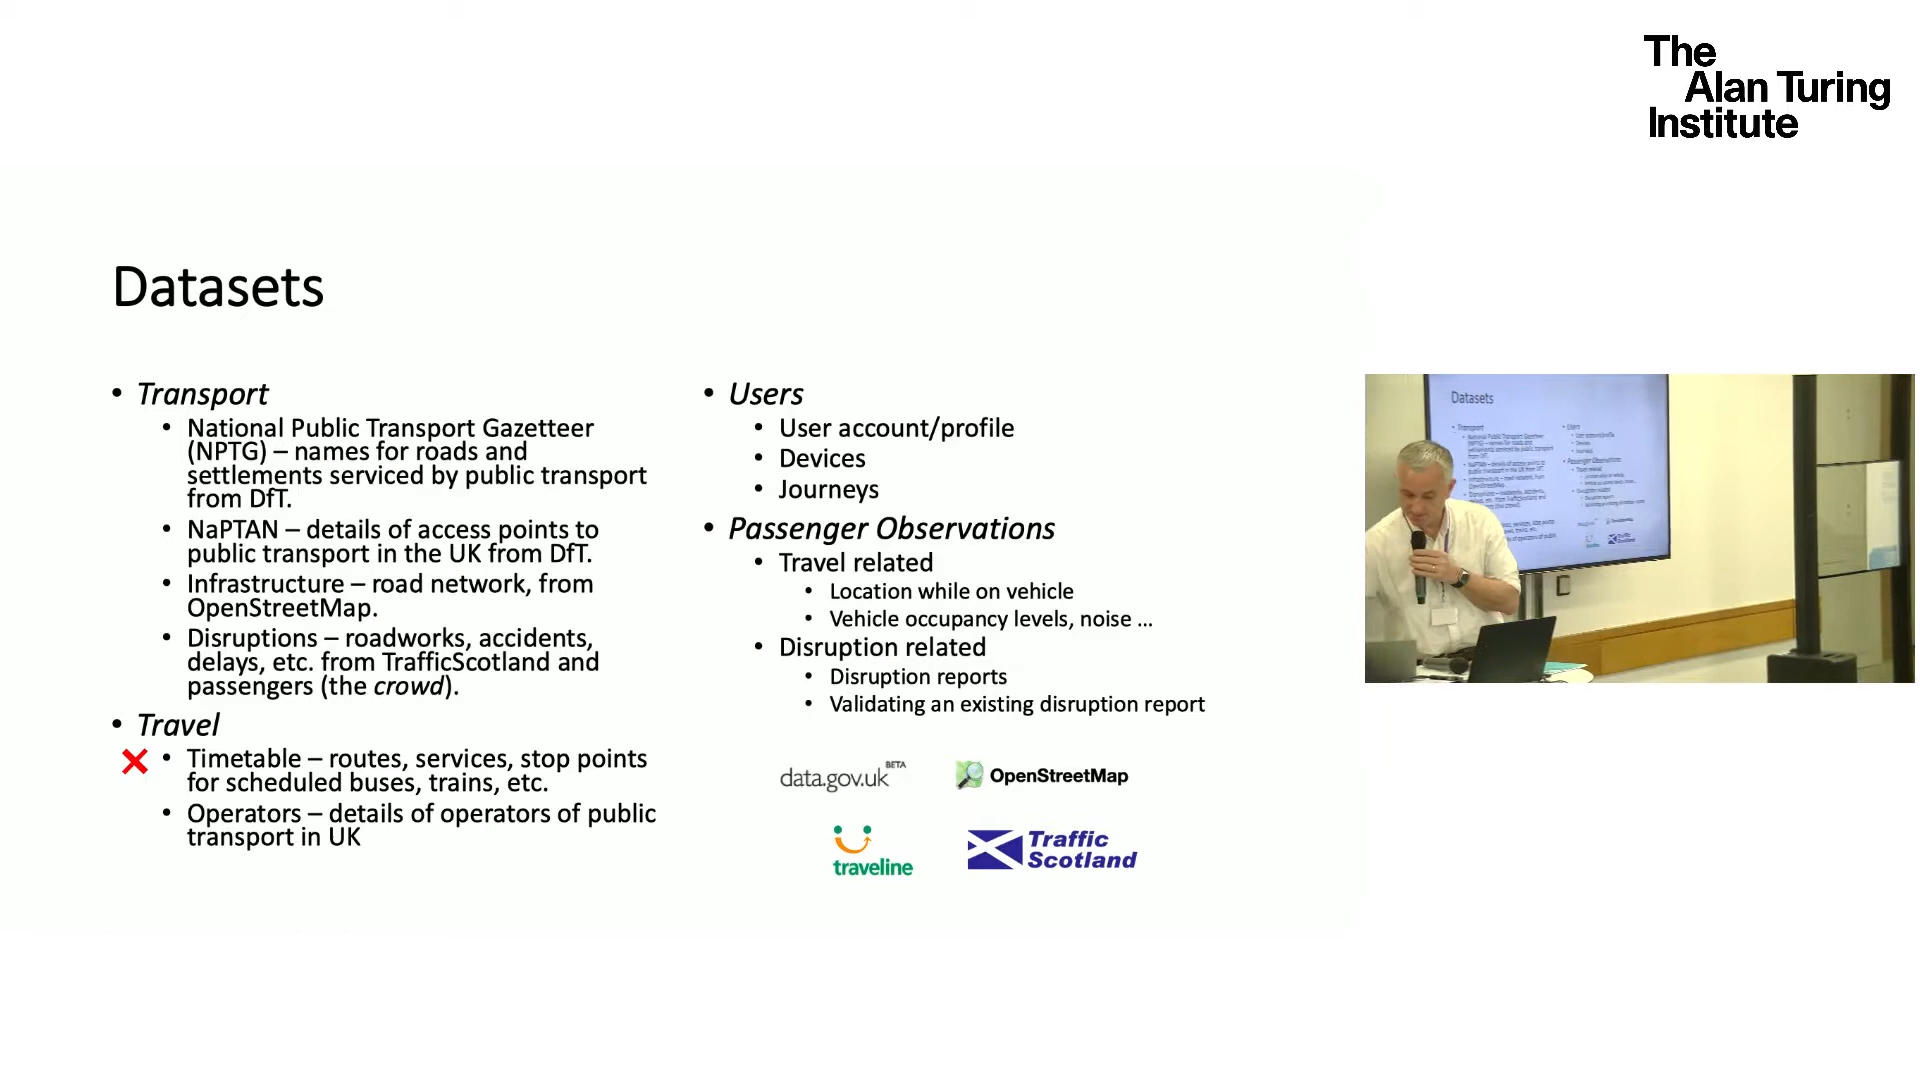 The
Alan Turing
Institute
Datasets
• Transport
• National Public Transport Gazetteer
(NPTG) – names for roads and
settlements serviced by public transport
from DfT.
• NaPTAN – details of access points to
public transport in the UK from DfT.
• Infrastructure – road network, from
OpenStreetMap.
• Disruptions – roadworks, accidents,
delays, etc. from TrafficScotland and
passengers (the crowd).
• Travel
• Timetable – routes, services, stop points
for scheduled buses, trains, etc.
• Operators – details of operators of public
transport in UK
• Users
• User account/profile
• Devices
• Journeys
• Passenger Observations
• Travel related
• Location while on vehicle
• Vehicle occupancy levels, noise ...
• Disruption related
• Disruption reports
• Validating an existing disruption report
data.gov.uk BETA
OpenStreetMap
traveline
Traffic
Scotland
Datasets